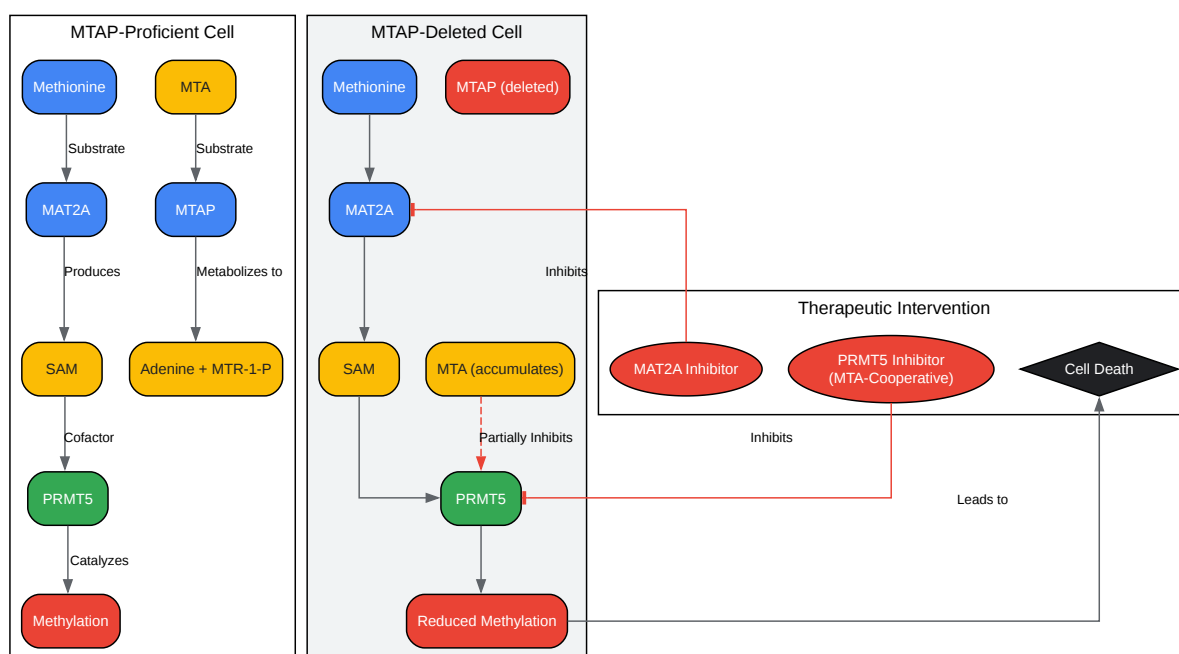 MTAP-Proficient Cell
Methionine
MTA
Substrate
Substrate
MAT2A
MTAP
Produces
Metabolizes to
SAM
Adenine + MTR-1-P
Cofactor
PRMT5
Catalyzes
Methylation
MTAP-Deleted Cell
Methionine
MTAP (deleted)
MAT2A
Inhibits
SAM
MTA (accumulates)
Partially Inhibits
PRMT5
Reduced Methylation
Therapeutic Intervention
MAT2A Inhibitor
PRMT5 Inhibitor
(MTA-Cooperative)
Cell Death
Inhibits
Leads to